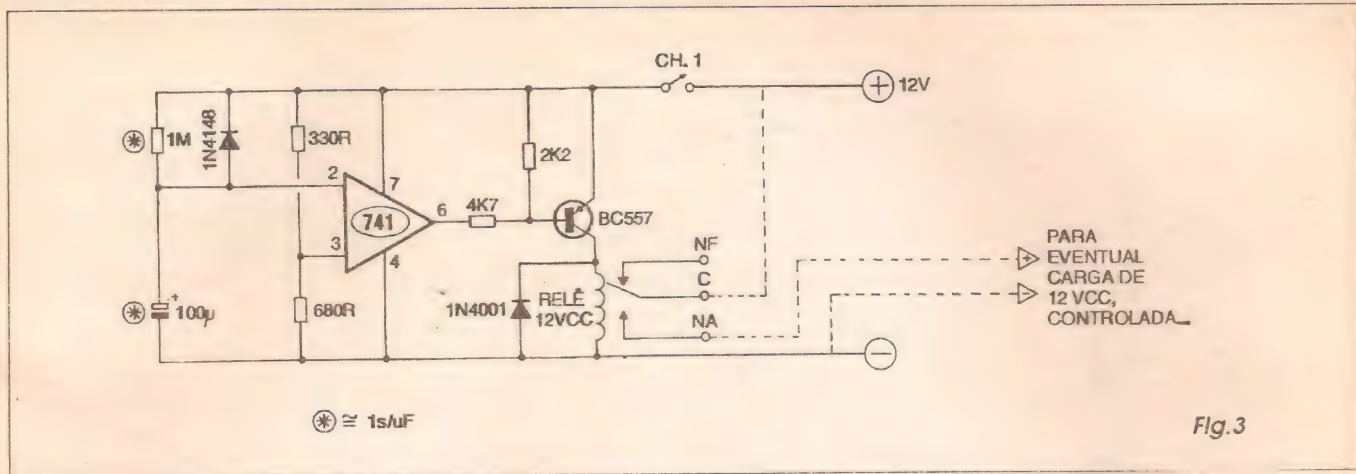 CH. 1
+ 12V
* 1M
1N4148
330R
2K2
2
7
741
6
4K7
BC557
3
4
NF
C
NA
* + 100µ
680R
1N4001
RELÊ
12VCC
+ PARA
EVENTUAL
- CARGA DE
12 VCC,
CONTROLADA...
-
* ≅ 1s/uF
Fig.3